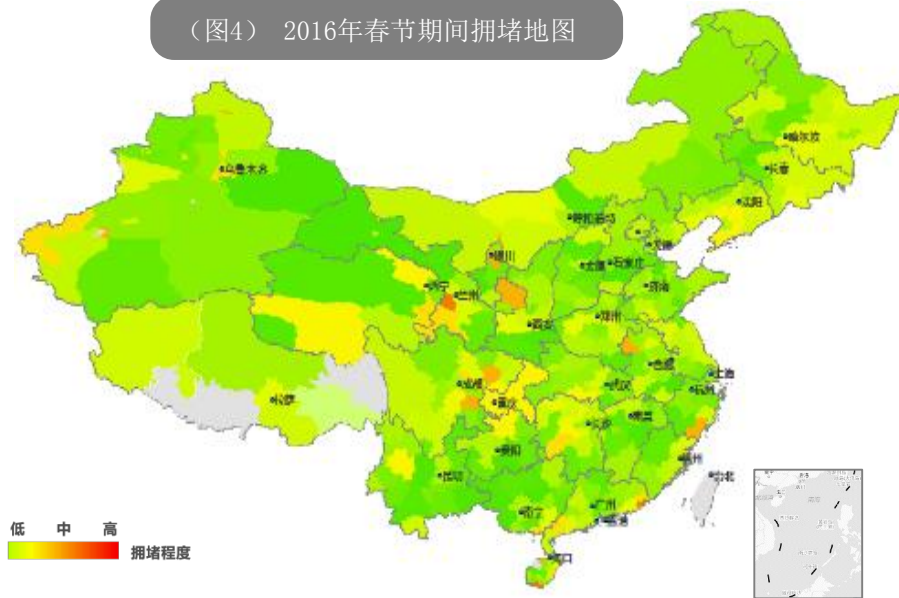 （图4） 2016年春节期间拥堵地图
哈尔滨
长春
乌鲁木齐
沈阳
呼和浩特
天津
银川
太原
石家庄
西宁
兰州
济南
西安
郑州
合肥
上海
成都
武汉
杭州
拉萨
重庆
长沙
南昌
贵阳
福州
昆明
台北
广州
南宁
香港
海口
低 中 高
拥堵程度